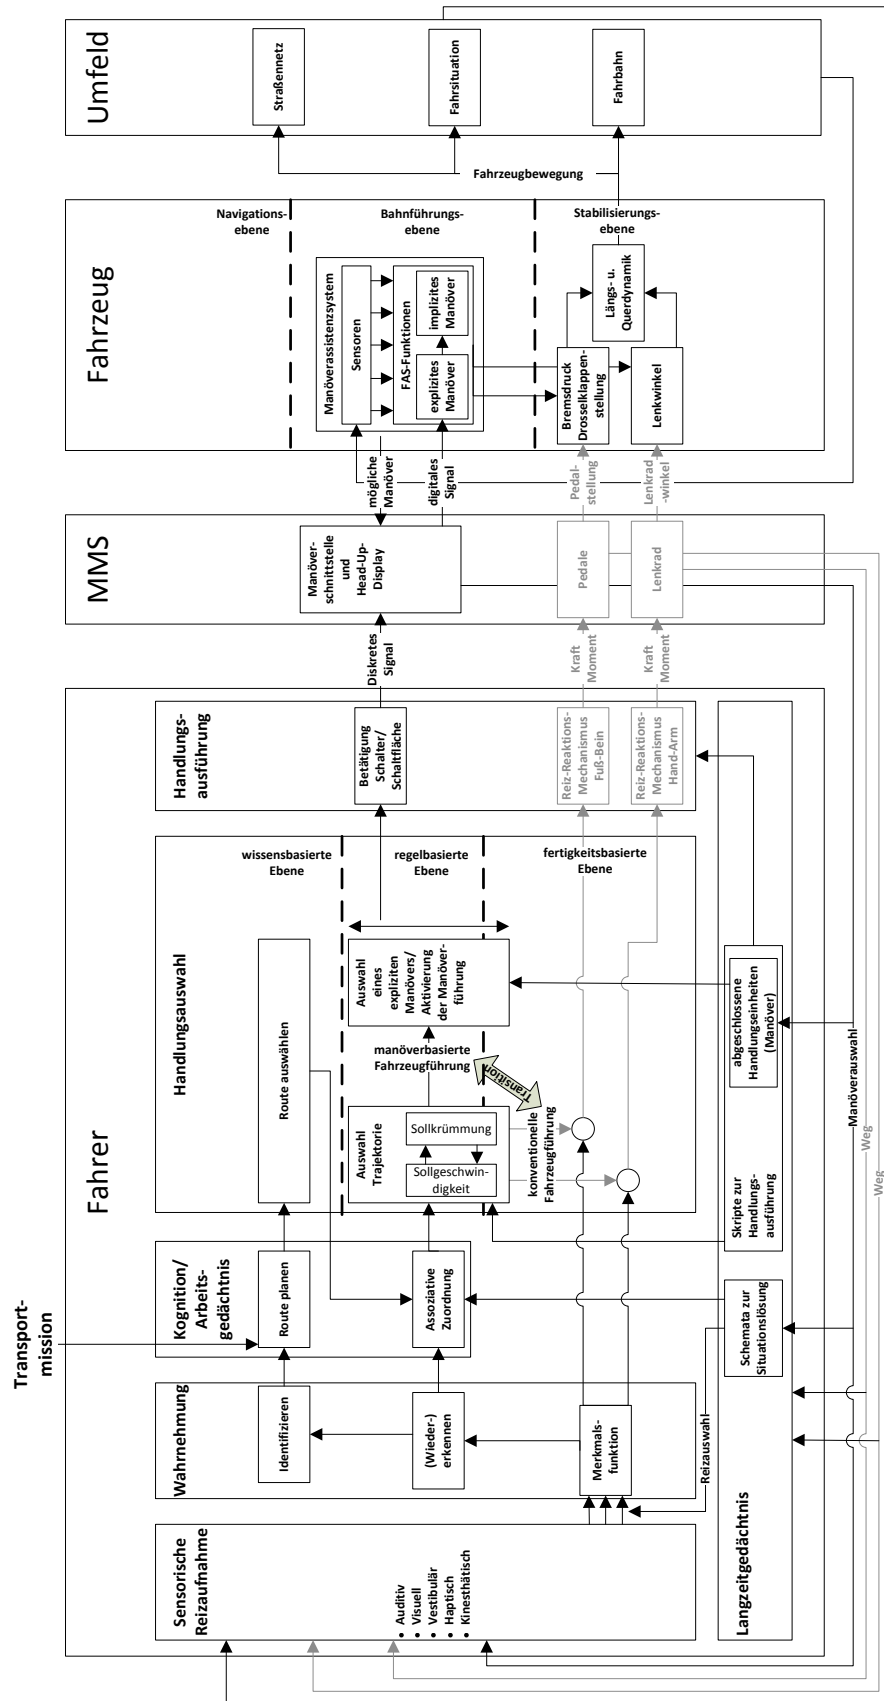 Transport-
mission
Fahrer
Sensorische
Reizaufnahme
• Auditiv
• Visuell
• Vestibulär
• Haptisch
• Kinesthätisch
Wahrnehmung
Identifizieren
(Wieder-)
erkennen
Merkmals-
funktion
Kognition/
Arbeits-
gedächtnis
Route planen
Assoziative
Zuordnung
Handlungsauswahl
Route auswählen
Auswahl
Trajektorie
Sollgeschwin-
digkeit
Sollkrümmung
manöverbasierte
Fahrzeugführung
Transition
konventionelle
Fahrzeugführung
Auswahl
eines
expliziten
Manövers/
Aktivierung
der Manöver-
führung
wissensbasierte
Ebene
regelbasierte
Ebene
fertigkeitsbasierte
Ebene
Handlungs-
ausführung
Betätigung
Schalter/
Schaltfläche
Reiz-Reaktions-
Mechanismus
Fuß-Bein
Reiz-Reaktions-
Mechanismus
Hand-Arm
Langzeitgedächtnis
Reizauswahl
Schemata zur
Situationslösung
Skripte zur
Handlungs-
ausführung
abgeschlossene
Handlungseinheiten
(Manöver)
Diskretes
Signal
Kraft
Moment
Kraft
Moment
MMS
Manöver-
schnittstelle
und
Head-Up-
Display
Pedale
Lenkrad
mögliche
Manöver
digitales
Signal
Pedal-
stellung
Lenkrad
-winkel
Fahrzeug
Navigations-
ebene
Bahnführungs-
ebene
Stabilisierungs-
ebene
Manöverassistenzsystem
Sensoren
FAS-Funktionen
explizites
Manöver
implizites
Manöver
Bremsdruck
Drosselklappen-
stellung
Lenkwinkel
Längs- u.
Querdynamik
Fahrzeugbewegung
Umfeld
Straßennetz
Fahrsituation
Fahrbahn
Manöverauswahl
Weg
Weg